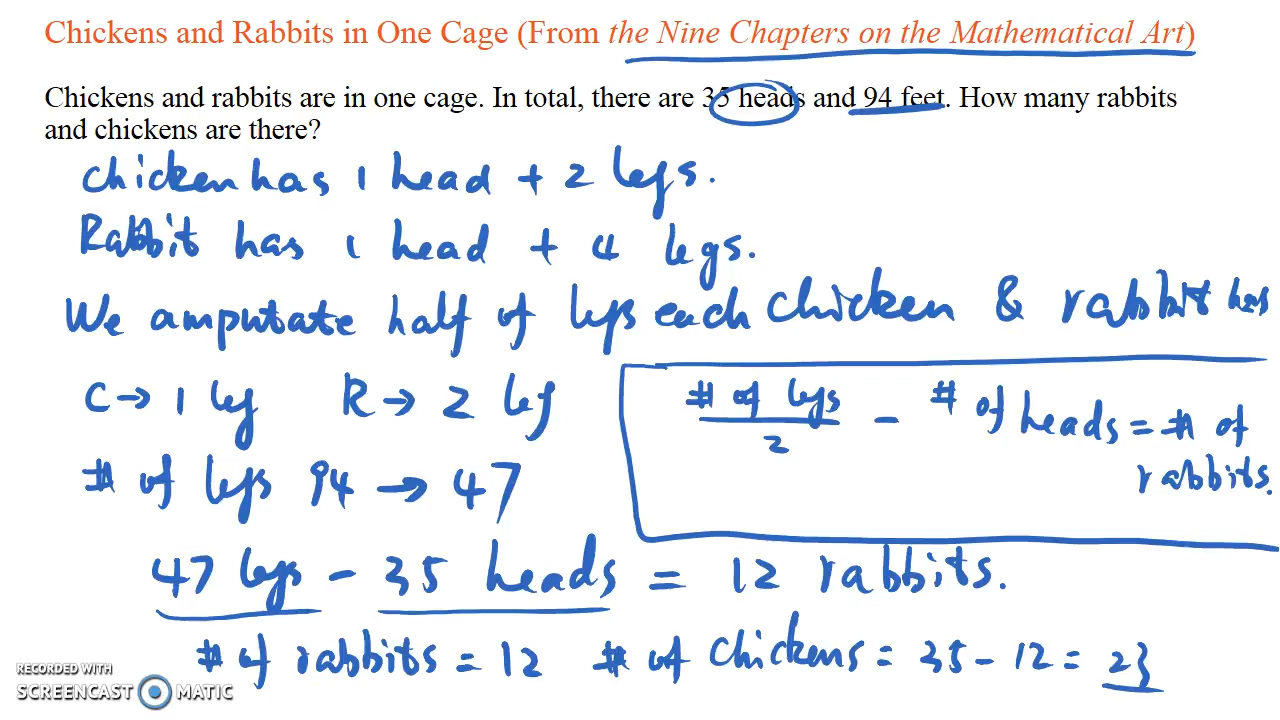 Chickens and Rabbits in One Cage (From the Nine Chapters on the Mathematical Art)
Chickens and rabbits are in one cage. In total, there are 35 heads and 94 feet. How many rabbits
and chickens are there?
Chicken has 1 head + 2 legs.
Rabbit has 1 head + 4 legs.
We amputate half of legs each chicken & rabbit has
C → 1 leg R → 2 leg
# of legs / 2 - # of heads = # of
rabbits.
# of legs 94 → 47
47 legs - 35 heads = 12 rabbits.
# of rabbits = 12 # of chickens = 35 - 12 = 23
RECORDED WITH
SCREENCAST MATIC